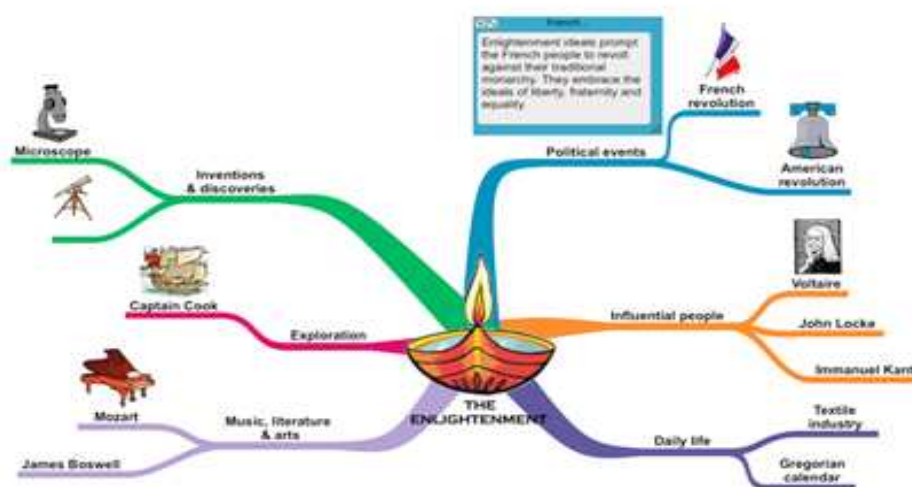 French...
Enlightenment ideals prompt
the French people to revolt
against their traditional
monarchy. They embrace the
ideals of liberty, fraternity and
equality
French
revolution
Political events
American
revolution
Microscope
Inventions
& discoveries
Voltaire
Captain Cook
Influential people
John Locke
Exploration
Immanuel Kant
THE
ENLIGHTENMENT
Mozart
Music, literature
& arts
Textile
industry
Daily life
James Boswell
Gregorian
calendar